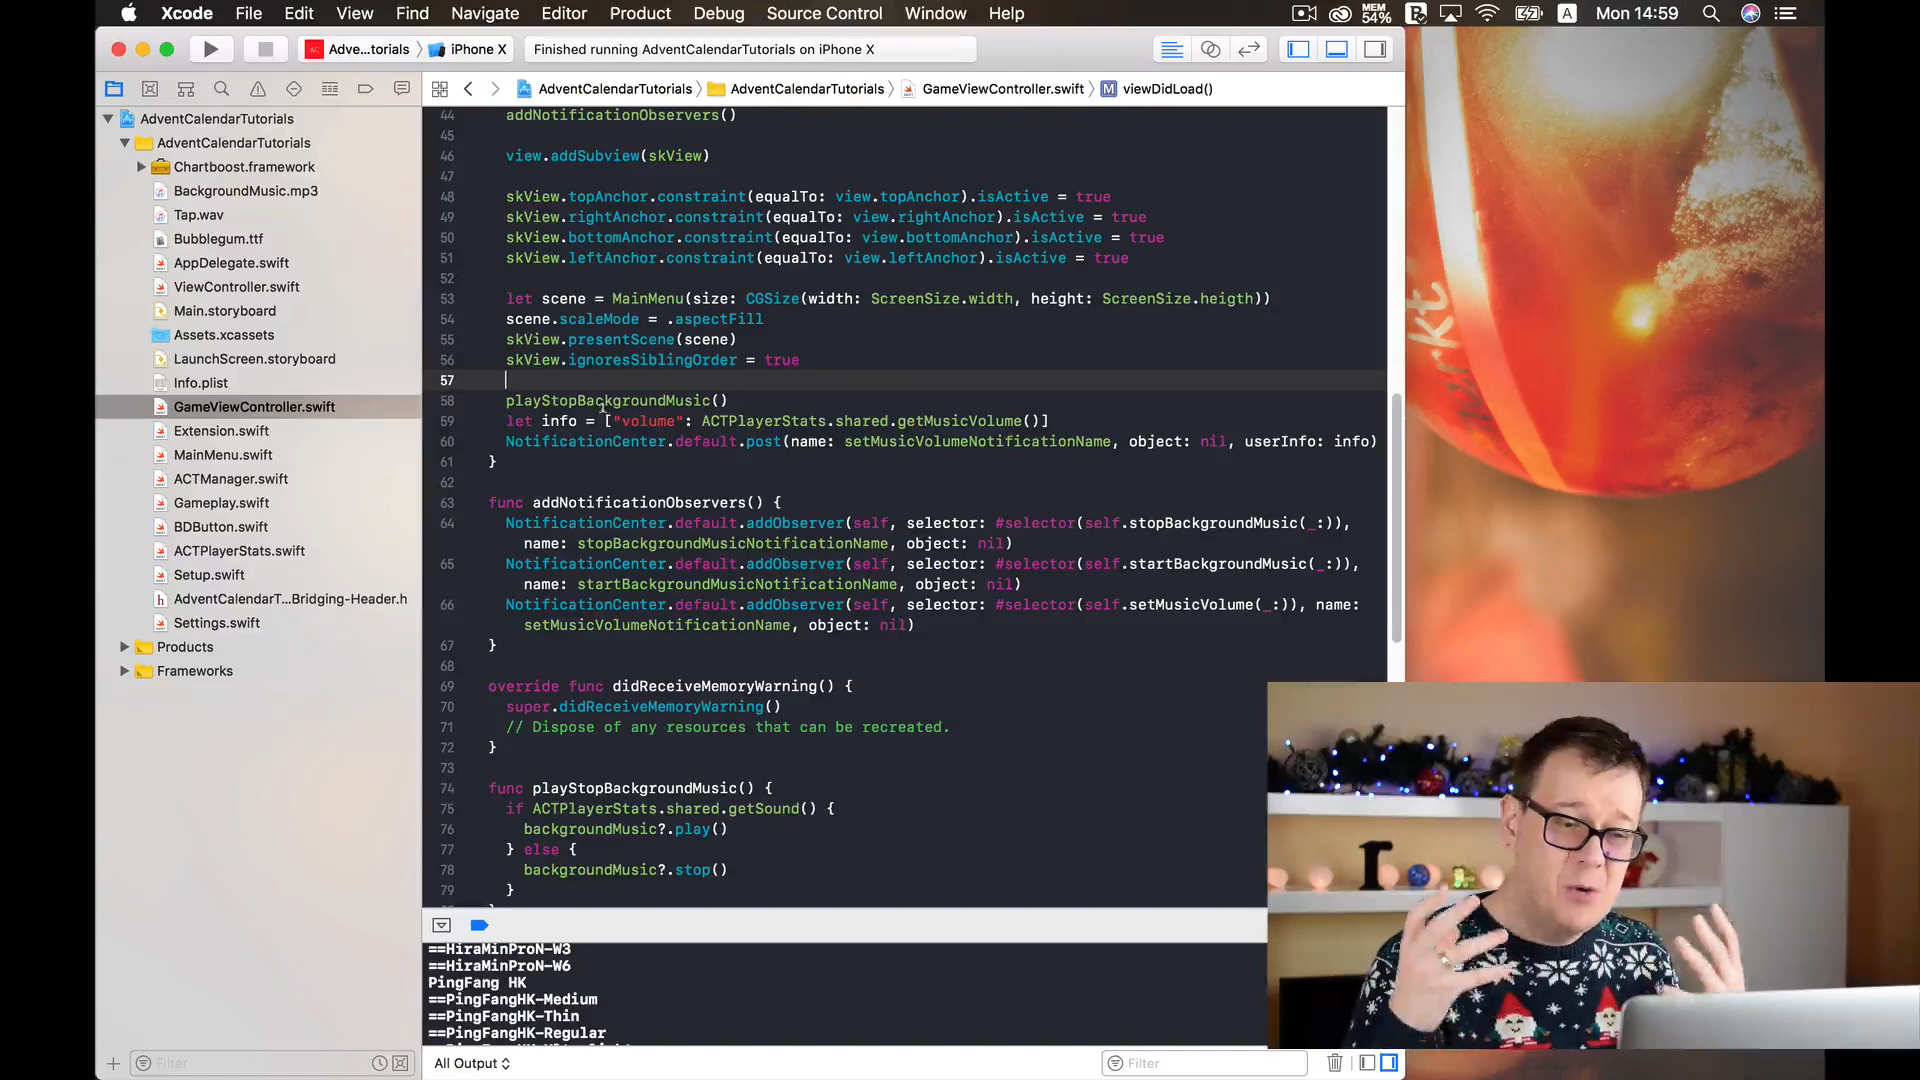 Xcode File Edit View Find Navigate Editor Product Debug Source Control Window Help MEM 54% A Mon 14:59
Adve...torials iPhone X Finished running AdventCalendarTutorials on iPhone X
AdventCalendarTutorials AdventCalendarTutorials GameViewController.swift M viewDidLoad()
AdventCalendarTutorials
AdventCalendarTutorials
Chartboost.framework
BackgroundMusic.mp3
Tap.wav
Bubblegum.ttf
AppDelegate.swift
ViewController.swift
Main.storyboard
Assets.xcassets
LaunchScreen.storyboard
Info.plist
GameViewController.swift
Extension.swift
MainMenu.swift
ACTManager.swift
Gameplay.swift
BDButton.swift
ACTPlayerStats.swift
Setup.swift
AdventCalendarT...Bridging-Header.h
Settings.swift
Products
Frameworks
Filter
44 addNotificationObservers()
45
46 view.addSubview(skView)
47
48 skView.topAnchor.constraint(equalTo: view.topAnchor).isActive = true
49 skView.rightAnchor.constraint(equalTo: view.rightAnchor).isActive = true
50 skView.bottomAnchor.constraint(equalTo: view.bottomAnchor).isActive = true
51 skView.leftAnchor.constraint(equalTo: view.leftAnchor).isActive = true
52
53 let scene = MainMenu(size: CGSize(width: ScreenSize.width, height: ScreenSize.heigth))
54 scene.scaleMode = .aspectFill
55 skView.presentScene(scene)
56 skView.ignoresSiblingOrder = true
57
58 playStopBackgroundMusic()
59 let info = ["volume": ACTPlayerStats.shared.getMusicVolume()]
60 NotificationCenter.default.post(name: setMusicVolumeNotificationName, object: nil, userInfo: info)
61 }
62
63 func addNotificationObservers() {
64 NotificationCenter.default.addObserver(self, selector: #selector(self.stopBackgroundMusic(_:)),
name: stopBackgroundMusicNotificationName, object: nil)
65 NotificationCenter.default.addObserver(self, selector: #selector(self.startBackgroundMusic(_:)),
name: startBackgroundMusicNotificationName, object: nil)
66 NotificationCenter.default.addObserver(self, selector: #selector(self.setMusicVolume(_:)), name:
setMusicVolumeNotificationName, object: nil)
67 }
68
69 override func didReceiveMemoryWarning() {
70 super.didReceiveMemoryWarning()
71 // Dispose of any resources that can be recreated.
72 }
73
74 func playStopBackgroundMusic() {
75 if ACTPlayerStats.shared.getSound() {
76 backgroundMusic?.play()
77 } else {
78 backgroundMusic?.stop()
79 }
==HiraMinProN-W3
==HiraMinProN-W6
PingFang HK
==PingFangHK-Medium
==PingFangHK-Thin
==PingFangHK-Regular
All Output Filter